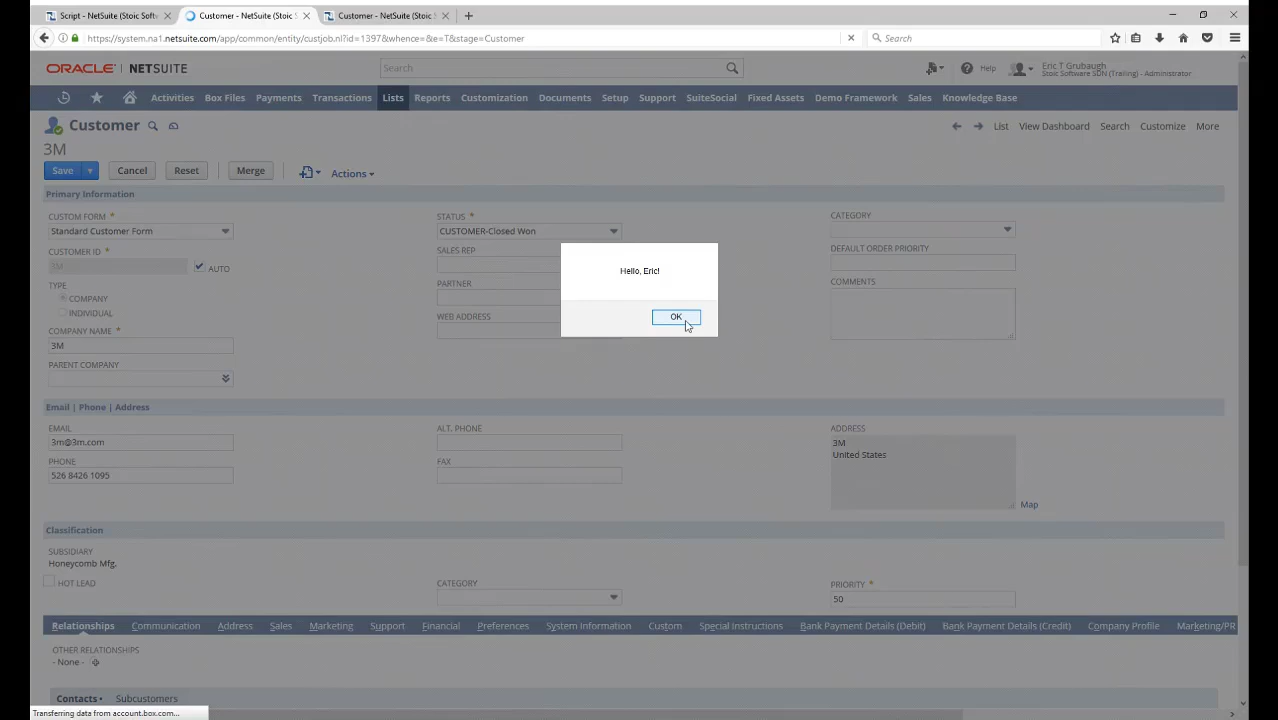 Script - NetSuite (Stoic Softw
Customer - NetSuite (Stoic S
Customer - NetSuite (Stoic S
https://system.na1.netsuite.com/app/common/entity/custjob.nl?id=1397&whence=&e=T&stage=Customer
Search
ORACLE NETSUITE
Search
Help
Eric T Grubaugh
Stoic Software SDN (Trailing) - Administrator
Activities Box Files Payments Transactions Lists Reports Customization Documents Setup Support SuiteSocial Fixed Assets Demo Framework Sales Knowledge Base
Customer
List View Dashboard Search Customize More
3M
Save Cancel Reset Merge Actions
Primary Information
CUSTOM FORM *
Standard Customer Form
CUSTOMER ID *
3M
AUTO
TYPE
COMPANY
INDIVIDUAL
COMPANY NAME *
3M
PARENT COMPANY
STATUS *
CUSTOMER-Closed Won
SALES REP
PARTNER
WEB ADDRESS
CATEGORY
DEFAULT ORDER PRIORITY
COMMENTS
Hello, Eric!
OK
Email | Phone | Address
EMAIL
3m@3m.com
PHONE
526 8426 1095
ALT. PHONE
FAX
ADDRESS
3M
United States
Map
Classification
SUBSIDIARY
Honeycomb Mfg.
HOT LEAD
CATEGORY
PRIORITY *
50
Relationships Communication Address Sales Marketing Support Financial Preferences System Information Custom Special Instructions Bank Payment Details (Debit) Bank Payment Details (Credit) Company Profile Marketing/PR
OTHER RELATIONSHIPS
- None -
Contacts • Subcustomers
Transferring data from account.box.com...